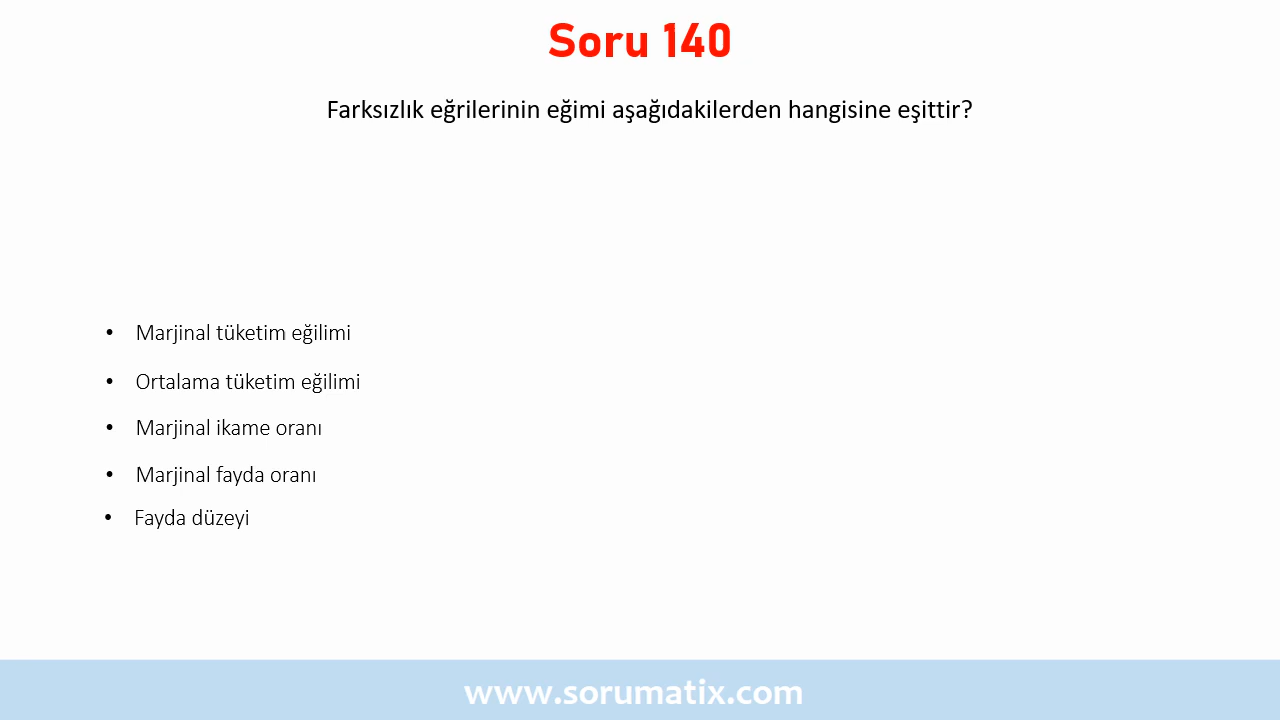 Soru 140
Farksızlık eğrilerinin eğimi aşağıdakilerden hangisine eşittir?
• Marjinal tüketim eğilimi
• Ortalama tüketim eğilimi
• Marjinal ikame oranı
• Marjinal fayda oranı
• Fayda düzeyi
www.sorumatix.com